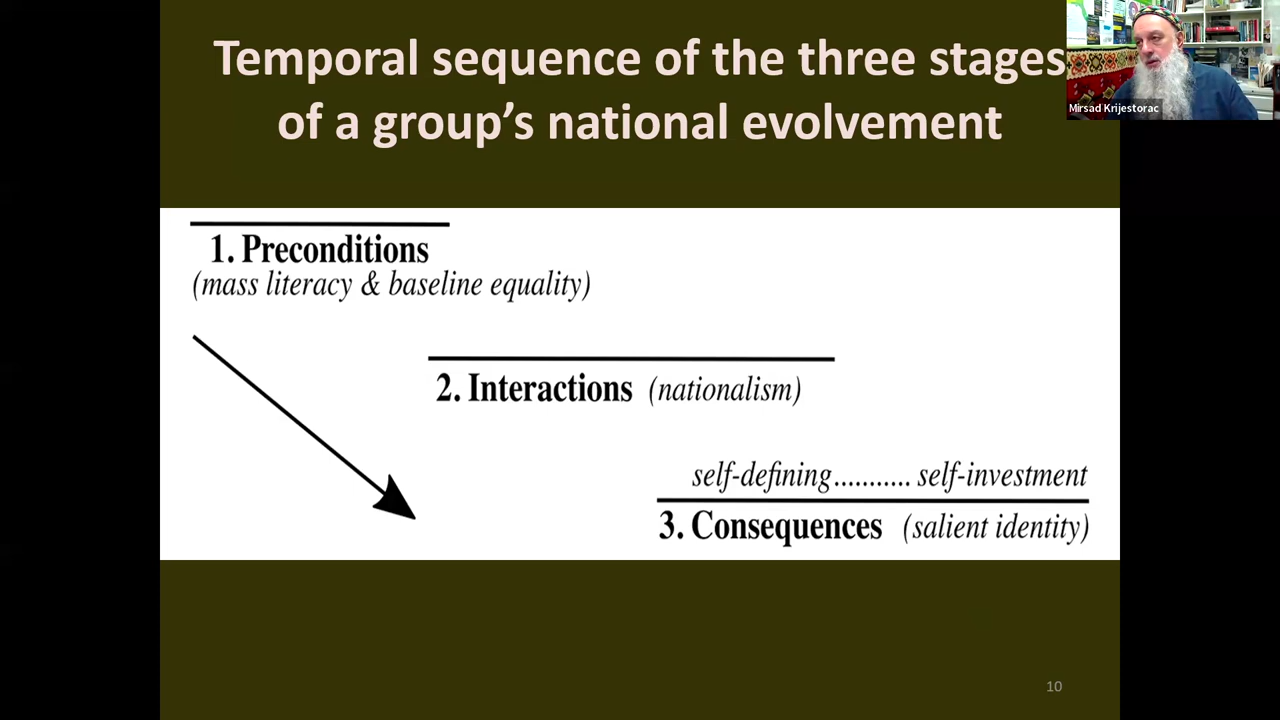 Temporal sequence of the three stages
of a group’s national evolvement
Mirsad Krijestorac
1. Preconditions
(mass literacy & baseline equality)
2. Interactions (nationalism)
self-defining........... self-investment
3. Consequences (salient identity)
10